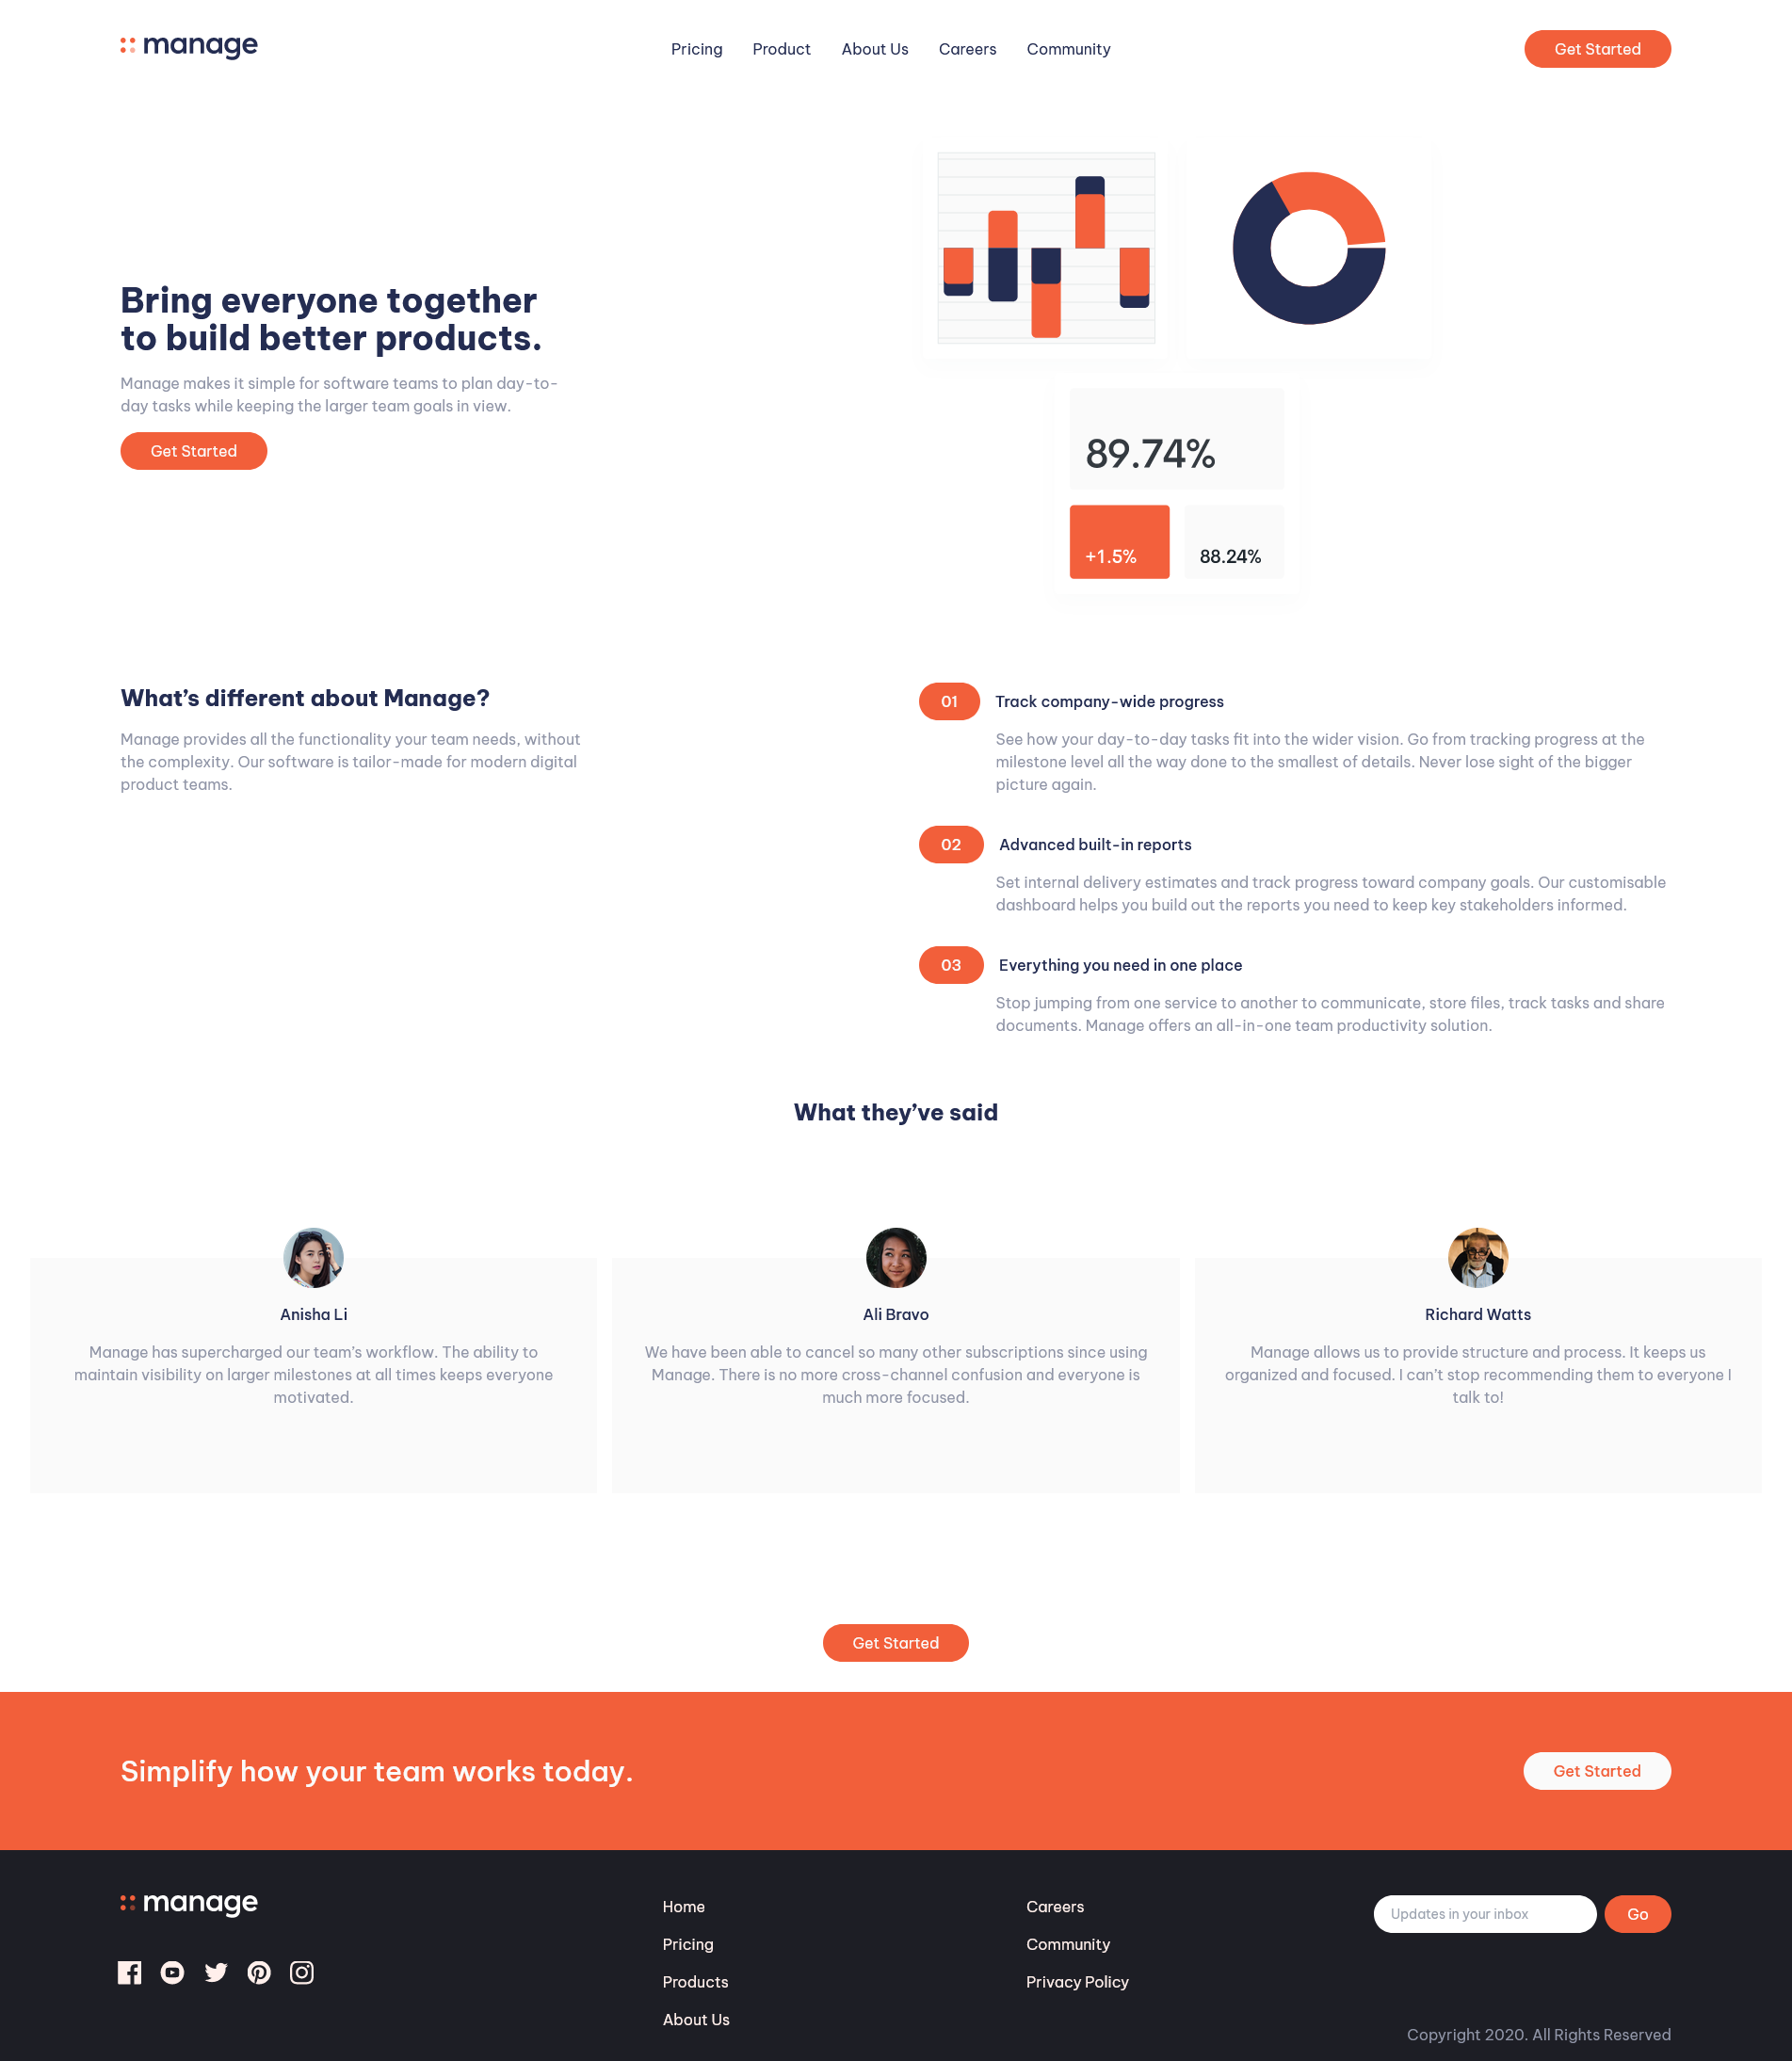 manage
Pricing
Product
About Us
Careers
Community
Get Started
Bring everyone together
to build better products.
Manage makes it simple for software teams to plan day-to-
day tasks while keeping the larger team goals in view.
Get Started
89.74%
+1.5%
88.24%
What’s different about Manage?
Manage provides all the functionality your team needs, without
the complexity. Our software is tailor-made for modern digital
product teams.
01
Track company-wide progress
See how your day-to-day tasks fit into the wider vision. Go from tracking progress at the
milestone level all the way done to the smallest of details. Never lose sight of the bigger
picture again.
02
Advanced built-in reports
Set internal delivery estimates and track progress toward company goals. Our customisable
dashboard helps you build out the reports you need to keep key stakeholders informed.
03
Everything you need in one place
Stop jumping from one service to another to communicate, store files, track tasks and share
documents. Manage offers an all-in-one team productivity solution.
What they’ve said
Anisha Li
Manage has supercharged our team’s workflow. The ability to
maintain visibility on larger milestones at all times keeps everyone
motivated.
Ali Bravo
We have been able to cancel so many other subscriptions since using
Manage. There is no more cross-channel confusion and everyone is
much more focused.
Richard Watts
Manage allows us to provide structure and process. It keeps us
organized and focused. I can’t stop recommending them to everyone I
talk to!
Get Started
Simplify how your team works today.
Get Started
manage
Home
Pricing
Products
About Us
Careers
Community
Privacy Policy
Updates in your inbox
Go
Copyright 2020. All Rights Reserved